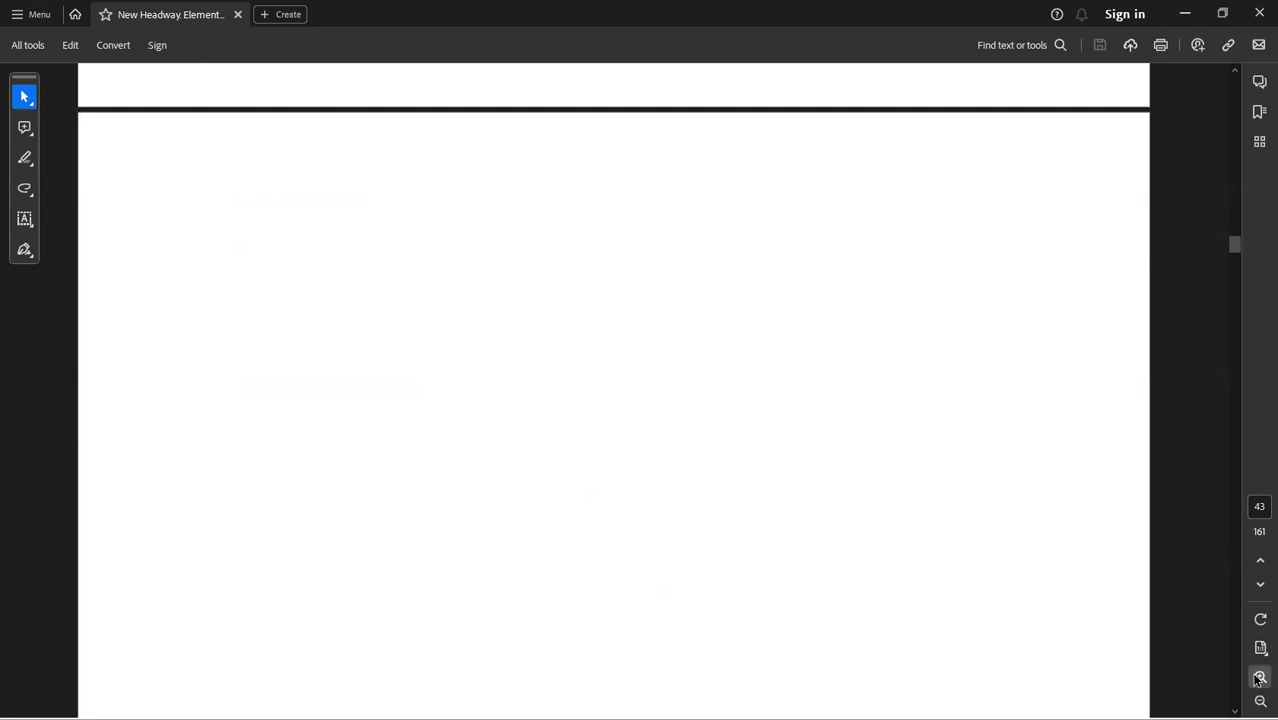 Menu
New Headway. Element...
Create
Sign in
All tools
Edit
Convert
Sign
Find text or tools
43
161